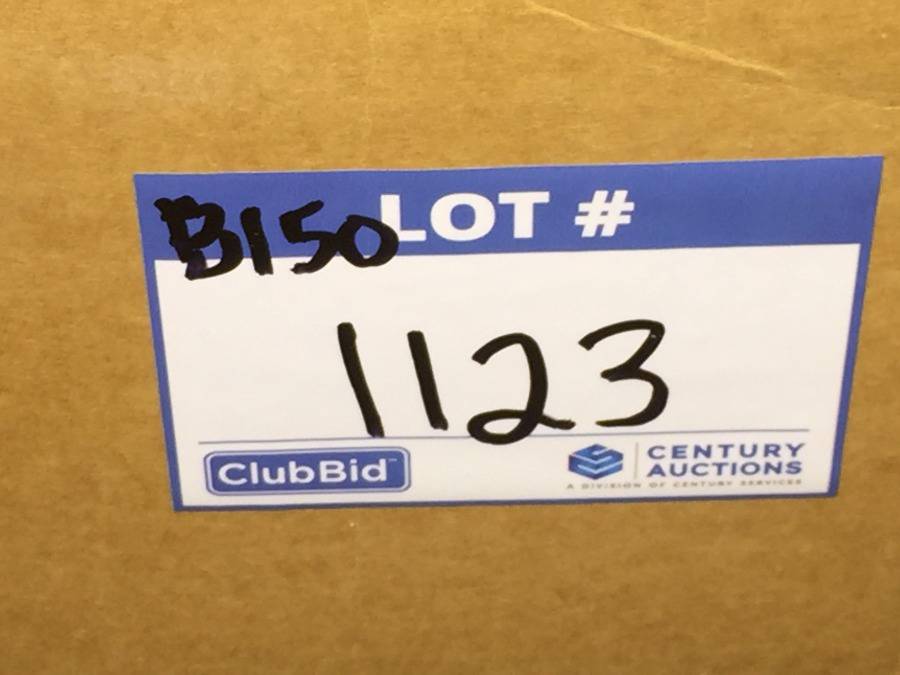 B150 LOT #
1123
ClubBid™
CENTURY
AUCTIONS
A DIVISION OF CENTURY SERVICES